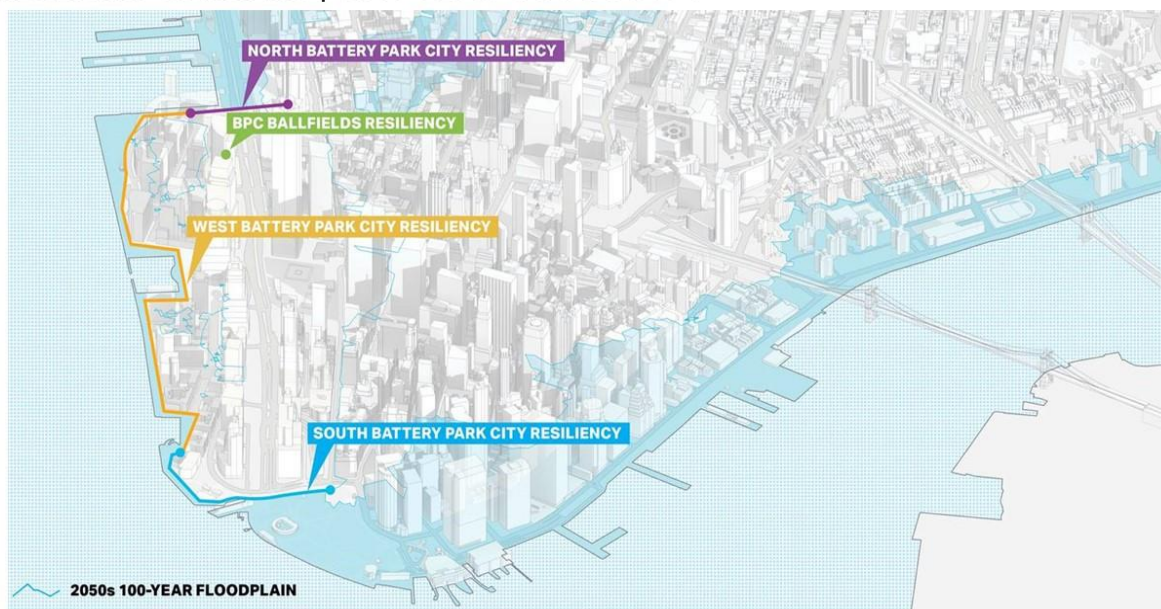 NORTH BATTERY PARK CITY RESILIENCY
BPC BALLFIELDS RESILIENCY
WEST BATTERY PARK CITY RESILIENCY
SOUTH BATTERY PARK CITY RESILIENCY
2050s 100-YEAR FLOODPLAIN